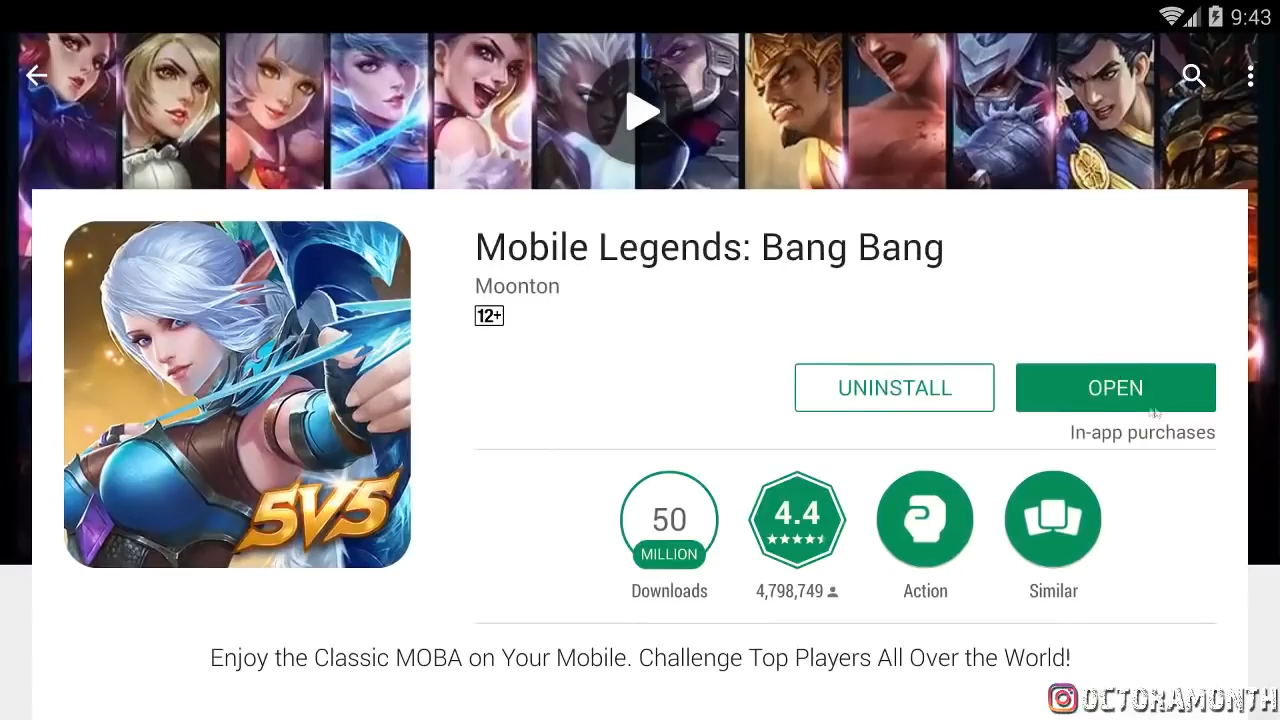 9:43
Mobile Legends: Bang Bang
Moonton
12+
UNINSTALL
OPEN
In-app purchases
5V5
50
MILLION
4.4
Downloads
4,798,749
Action
Similar
Enjoy the Classic MOBA on Your Mobile. Challenge Top Players All Over the World!
OCTORAMONTH